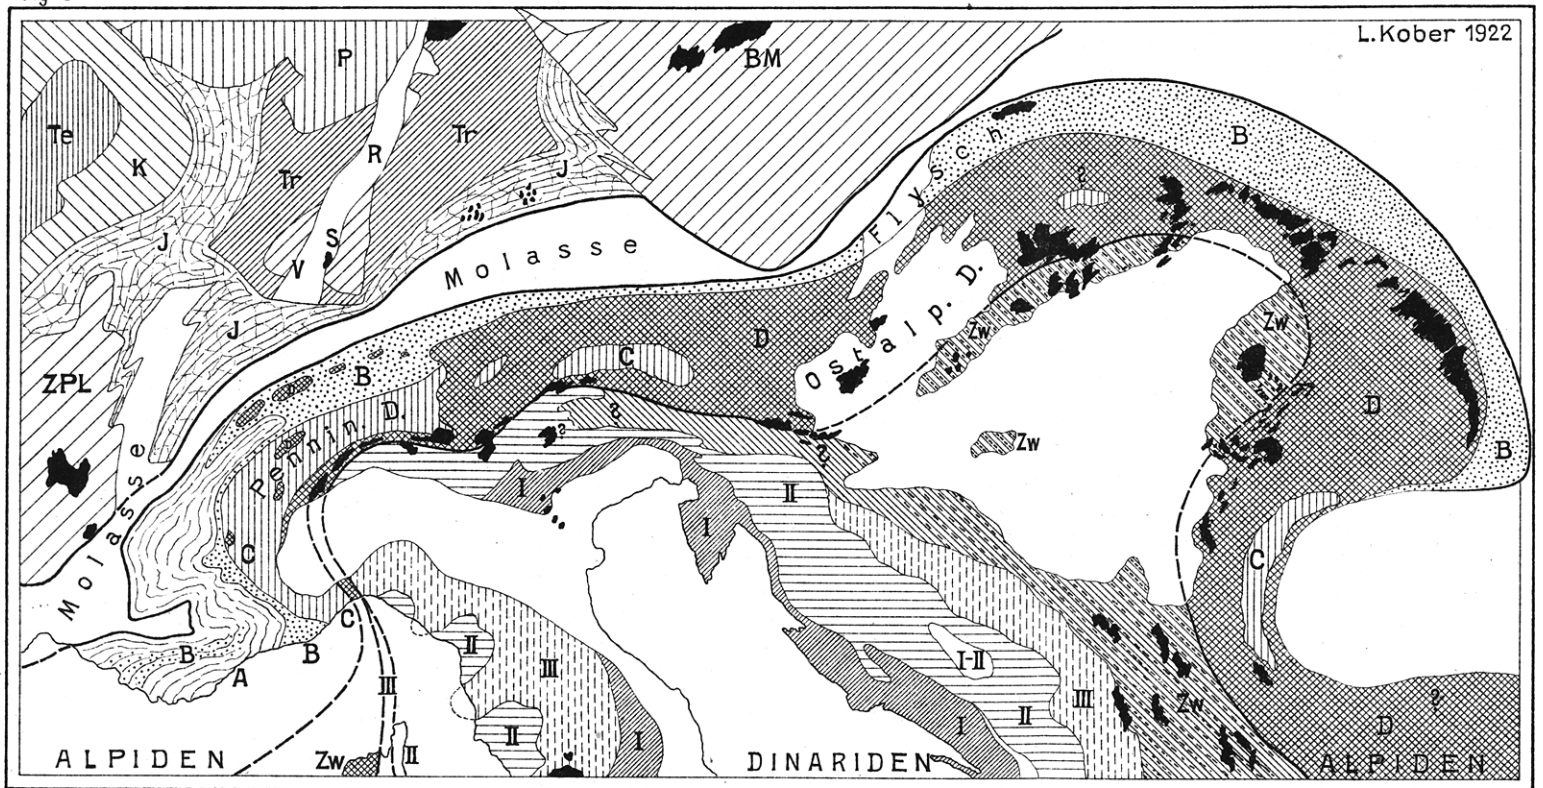 L. Kober 1922
P
BM
Te
K
Tr
Tr
R
J
J
S
V
J
ZPL
Molasse
Flysch
B
?
Ostalp. D.
Zw
Zw
D
C
B
Pennin D.
?
?
?
Zw
D
B
I
I
II
Molasse
C
C
C
B
B
A
III
II
III
I-II
III
II
I
Zw
Zw
II
II
I
D
?
ALPIDEN
DINARIDEN
ALPIDEN